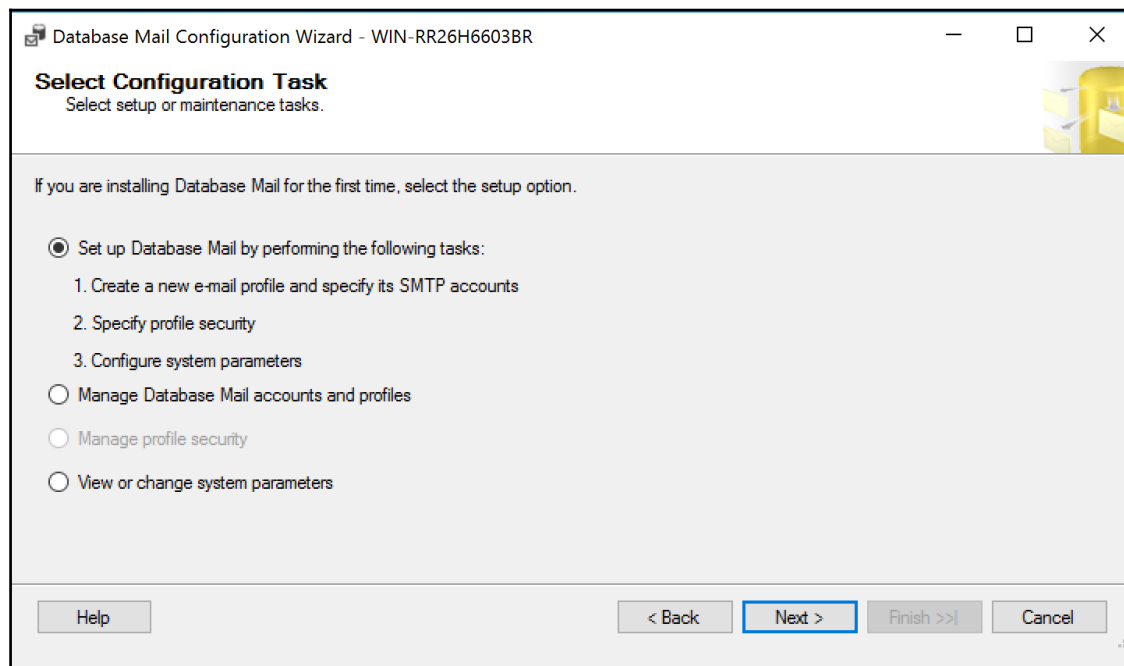 Database Mail Configuration Wizard - WIN-RR26H6603BR
Select Configuration Task
Select setup or maintenance tasks.
If you are installing Database Mail for the first time, select the setup option.
Set up Database Mail by performing the following tasks:
1. Create a new e-mail profile and specify its SMTP accounts
2. Specify profile security
3. Configure system parameters
Manage Database Mail accounts and profiles
Manage profile security
View or change system parameters
Help < Back Next > Finish >>| Cancel